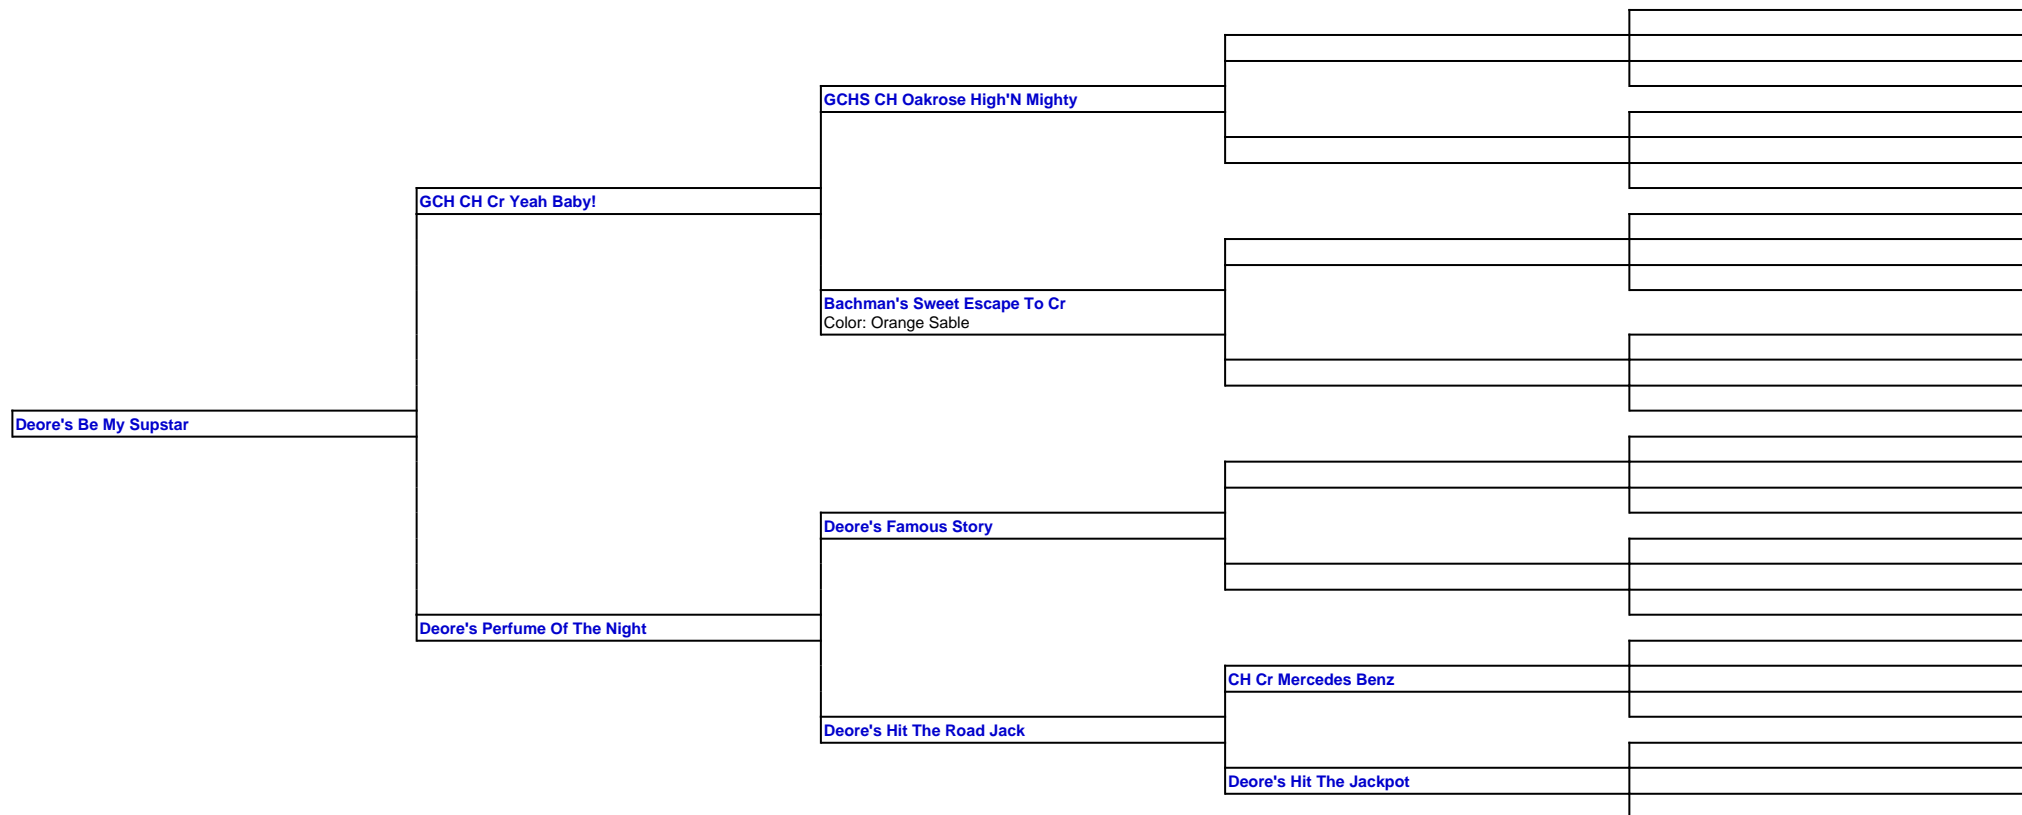 GCHS CH Oakrose High'N Mighty
GCH CH Cr Yeah Baby!
Bachman's Sweet Escape To Cr
Color: Orange Sable
Deore's Be My Supstar
Deore's Famous Story
Deore's Perfume Of The Night
CH Cr Mercedes Benz
Deore's Hit The Road Jack
Deore's Hit The Jackpot